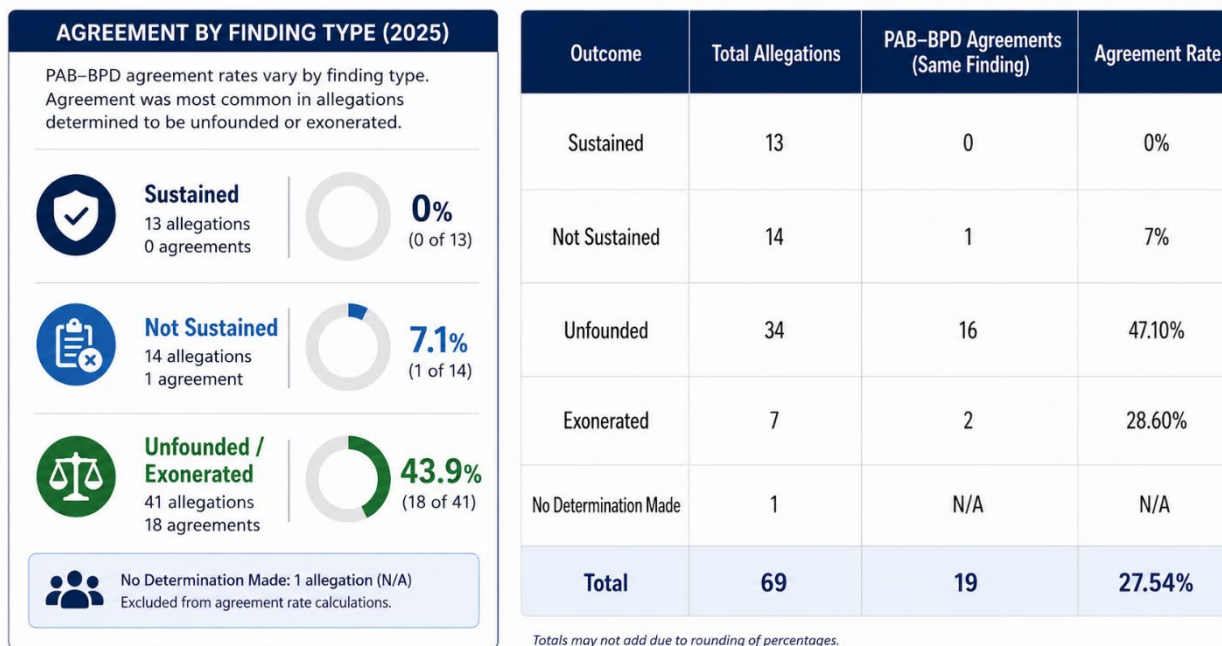 AGREEMENT BY FINDING TYPE (2025)
PAB–BPD agreement rates vary by finding type.
Agreement was most common in allegations
determined to be unfounded or exonerated.
Sustained
13 allegations
0 agreements
0%
(0 of 13)
Not Sustained
14 allegations
1 agreement
7.1%
(1 of 14)
Unfounded /
Exonerated
41 allegations
18 agreements
43.9%
(18 of 41)
No Determination Made: 1 allegation (N/A)
Excluded from agreement rate calculations.
Outcome Total Allegations PAB–BPD Agreements (Same Finding) Agreement Rate
Sustained 13 0 0%
Not Sustained 14 1 7%
Unfounded 34 16 47.10%
Exonerated 7 2 28.60%
No Determination Made 1 N/A N/A
Total 69 19 27.54%
Totals may not add due to rounding of percentages.